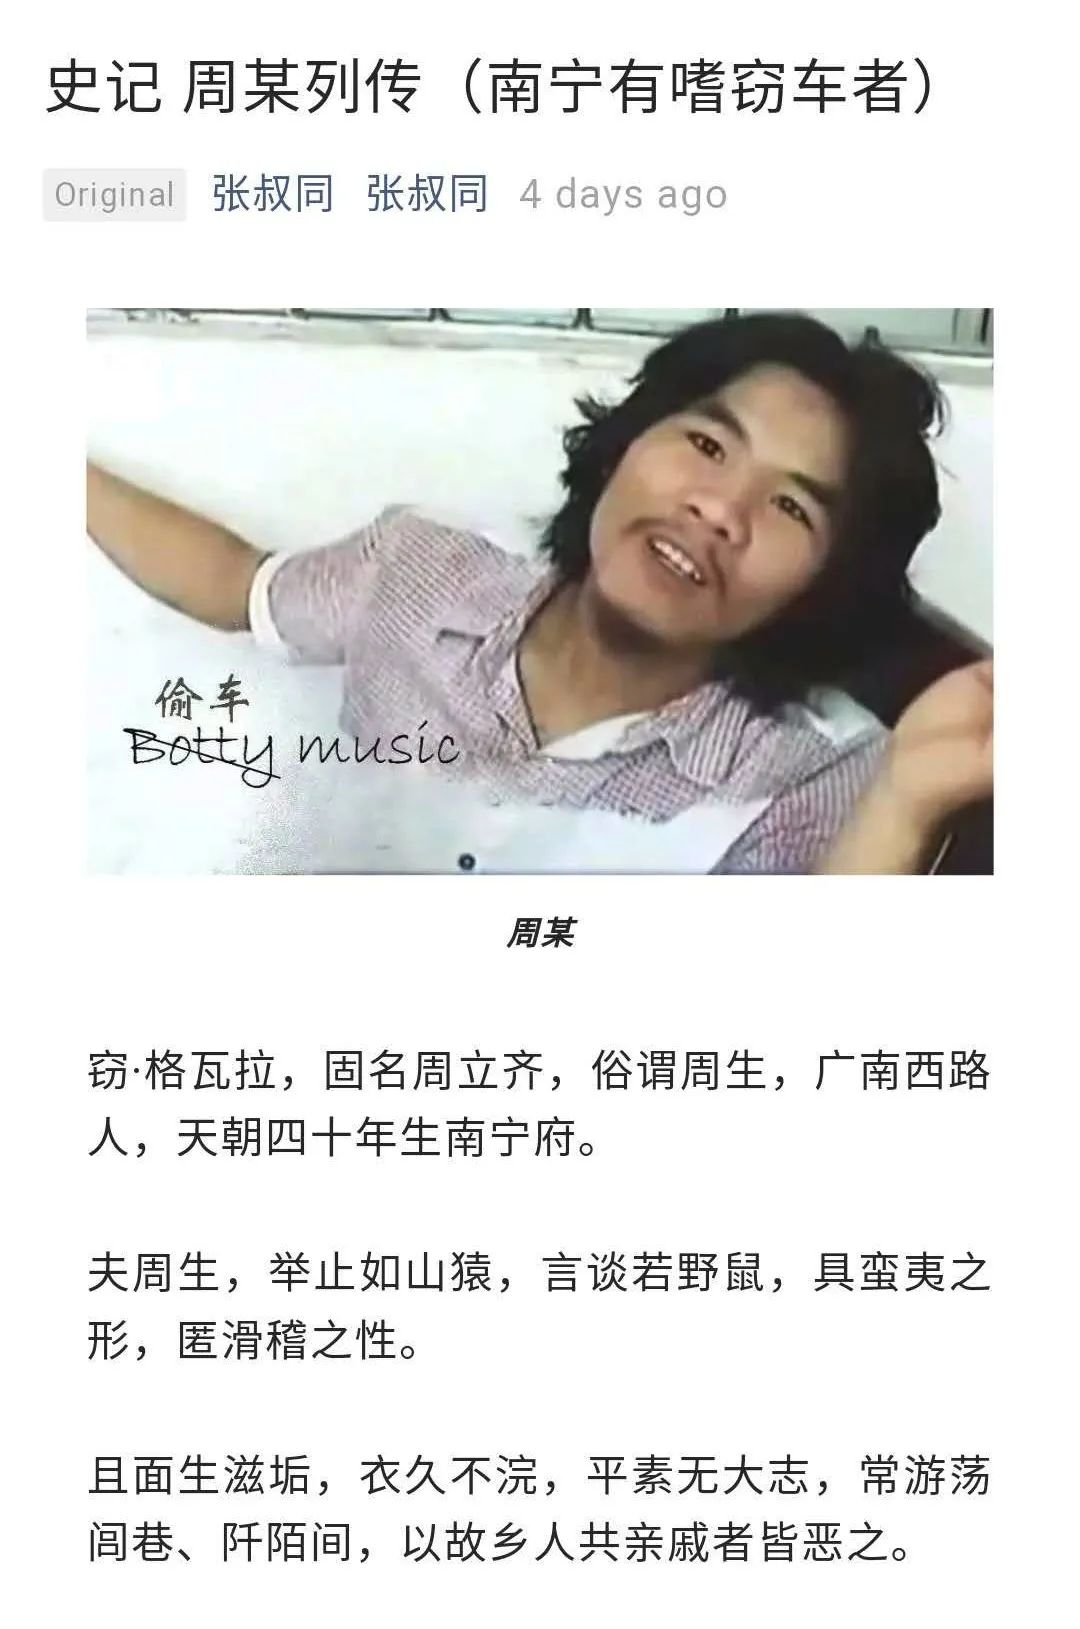 史记 周某列传（南宁有嗜窃车者）
Original 张叔同 张叔同 4 days ago
偷车
Botty music
周某
窃·格瓦拉，固名周立齐，俗谓周生，广南西路
人，天朝四十年生南宁府。
夫周生，举止如山猿，言谈若野鼠，具蛮夷之
形，匿滑稽之性。
且面生滋垢，衣久不浣，平素无大志，常游荡
闾巷、阡陌间，以故乡人共亲戚者皆恶之。